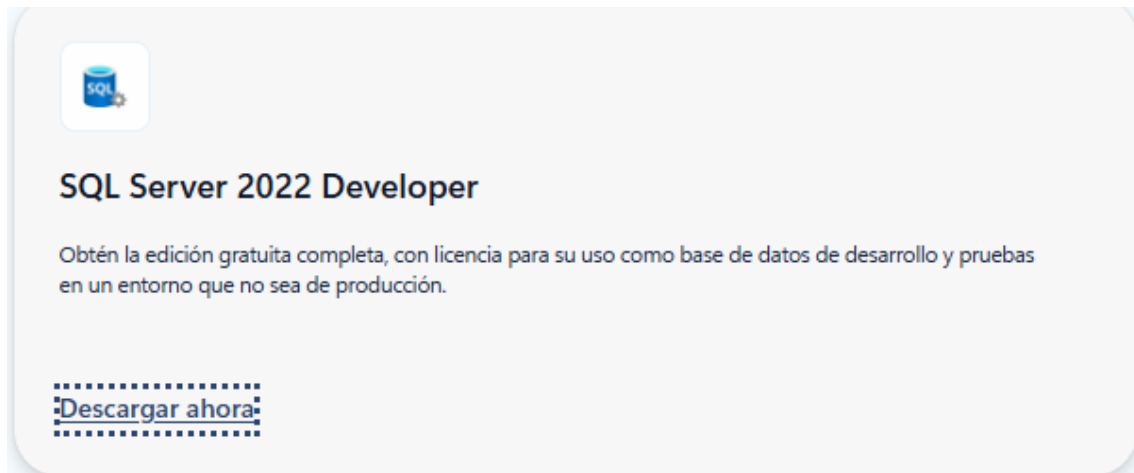 SQL
SQL Server 2022 Developer
Obtén la edición gratuita completa, con licencia para su uso como base de datos de desarrollo y pruebas
en un entorno que no sea de producción.
Descargar ahora